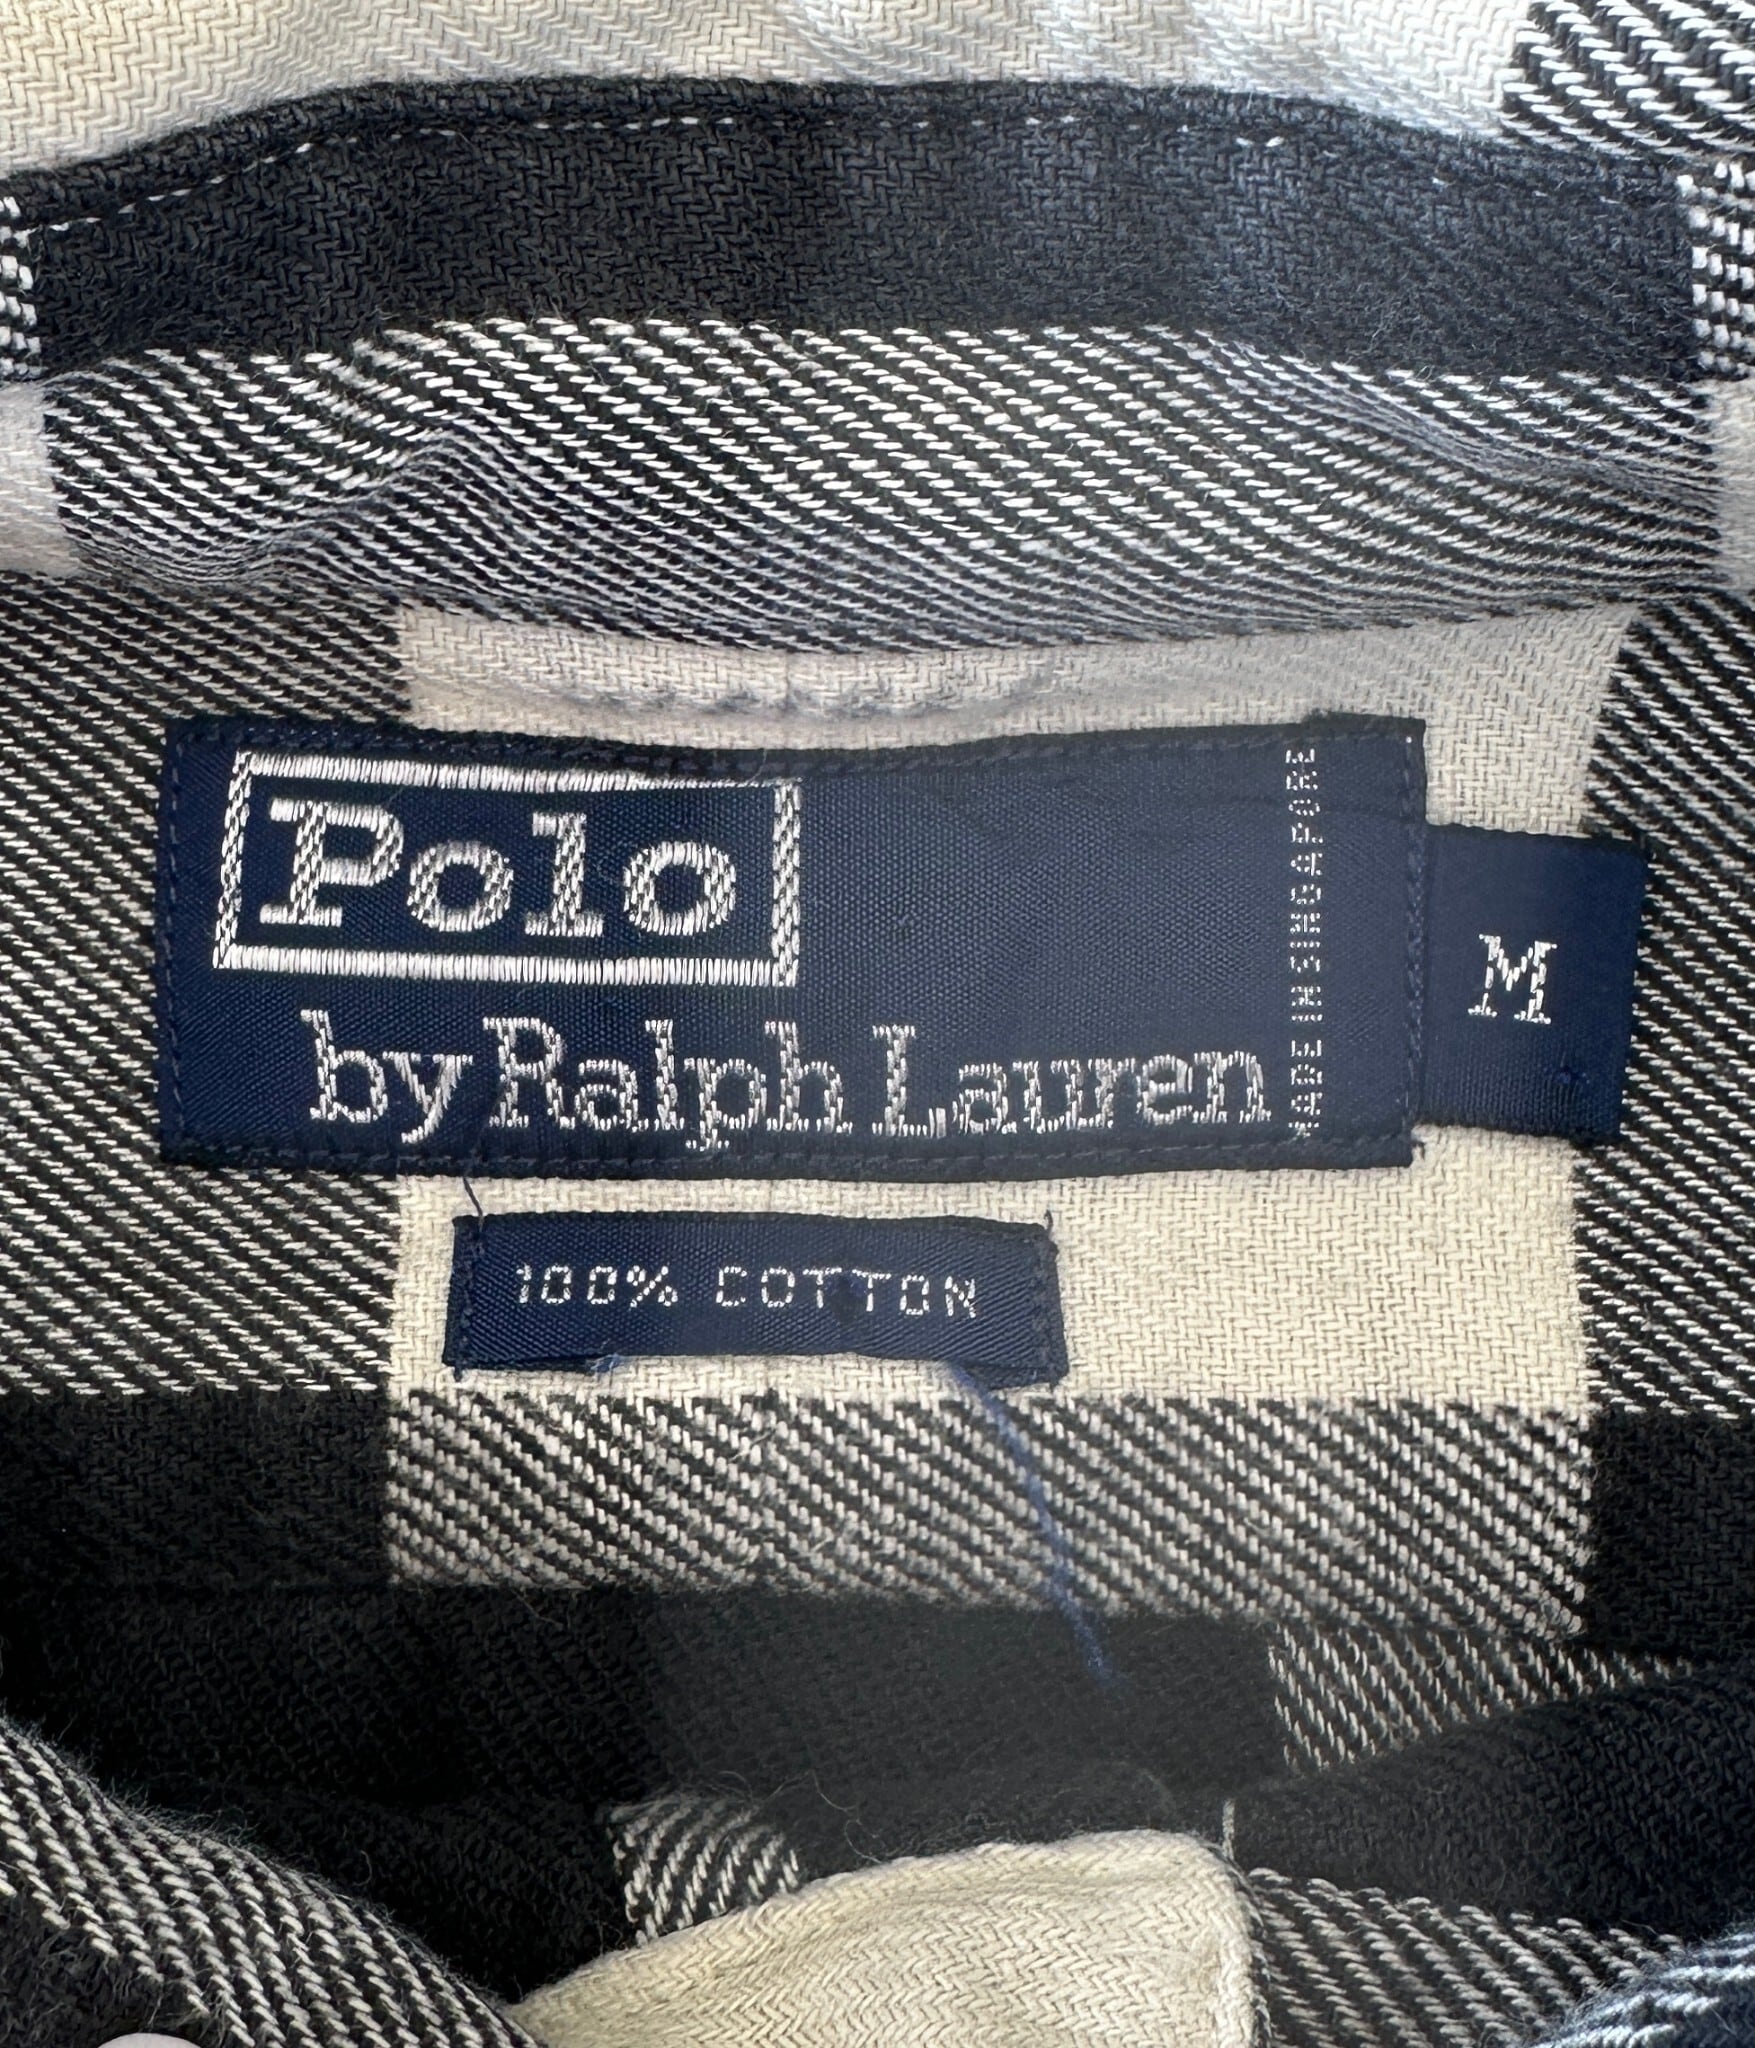 Polo
by Ralph Lauren
MADE IN SINGAPORE
M
100% COTTON